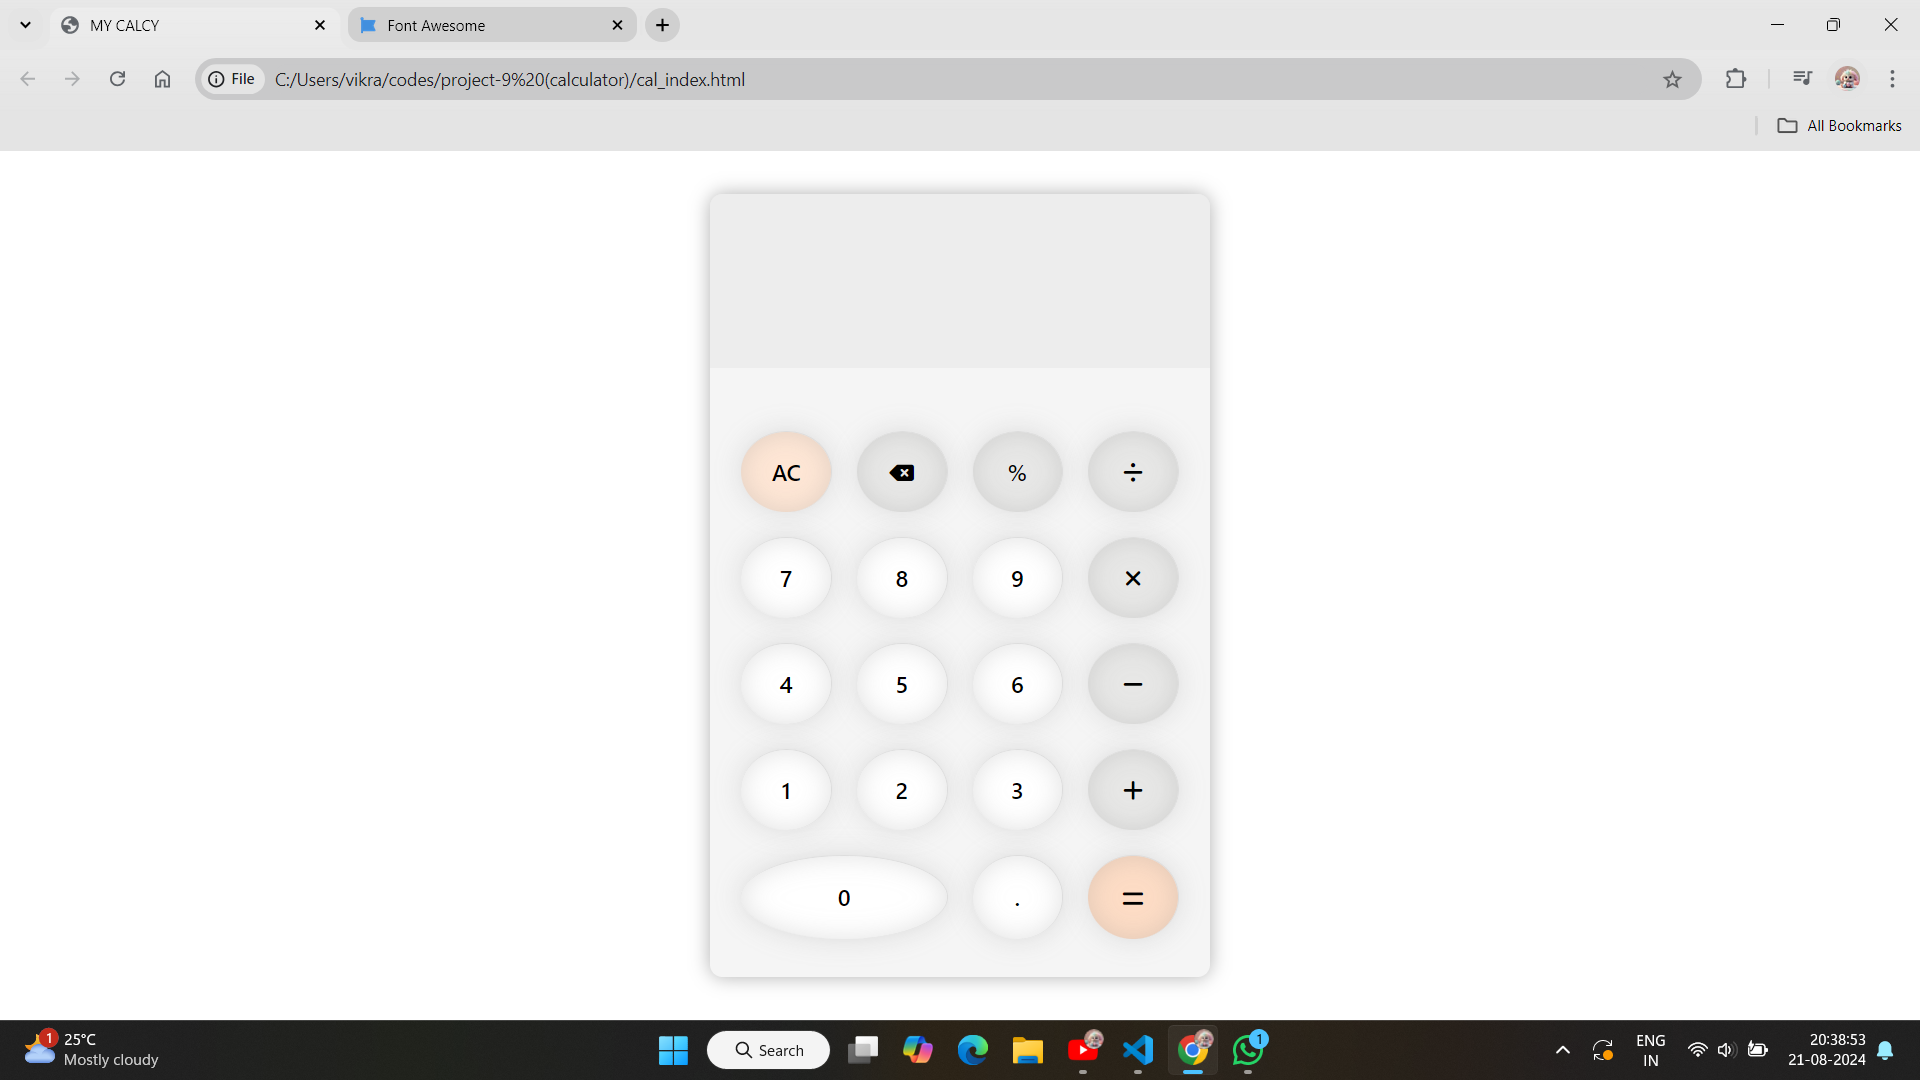 MY CALCY
Font Awesome
File
C:/Users/vikra/codes/project-9%20(calculator)/cal_index.html
All Bookmarks
AC % ÷
7 8 9 ×
4 5 6 −
1 2 3 +
0 . =
1
25°C
Mostly cloudy
Search
1
ENG
IN
20:38:53
21-08-2024